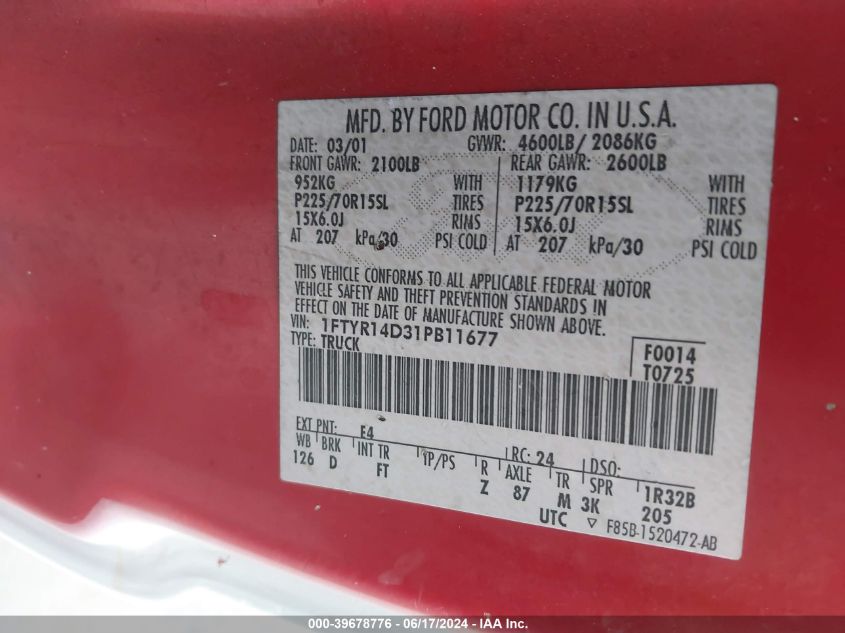 MFD. BY FORD MOTOR CO. IN U.S.A.
DATE: 03/01 GVWR: 4600LB/ 2086KG
FRONT GAWR: 2100LB REAR GAWR: 2600LB
952KG WITH 1179KG WITH
P225/70R15SL TIRES P225/70R15SL TIRES
15X6.0J RIMS 15X6.0J RIMS
AT 207 kPa/30 PSI COLD AT 207 kPa/30 PSI COLD
THIS VEHICLE CONFORMS TO ALL APPLICABLE FEDERAL MOTOR
VEHICLE SAFETY AND THEFT PREVENTION STANDARDS IN
EFFECT ON THE DATE OF MANUFACTURE SHOWN ABOVE.
VIN: 1FTYR14D31PB11677
TYPE: TRUCK
F0014
T0725
EXT PNT: E4 RC: 24 DSO:
WB BRK INT TR TP/PS R AXLE TR SPR 1R32B
126 D FT Z 87 M 3K 205
UTC ▽ F85B-1520472-AB
000-39678776 - 06/17/2024 - IAA Inc.